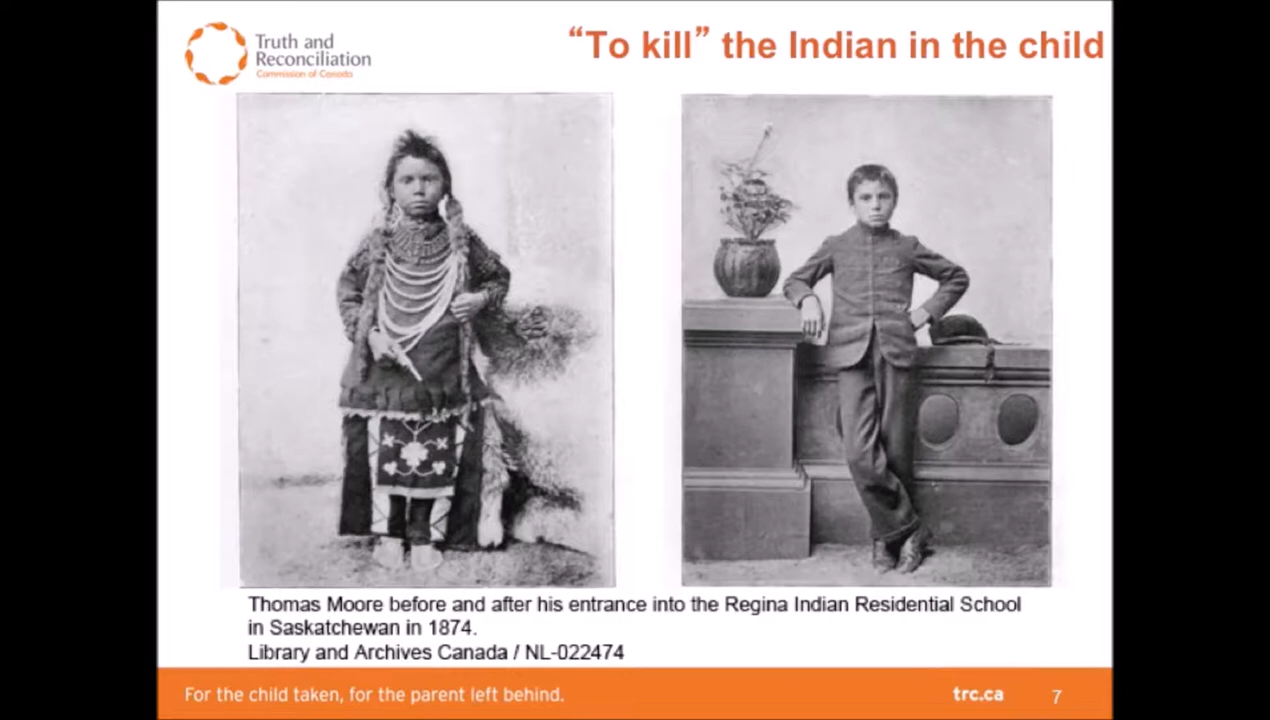 Truth and
Reconciliation
Commission of Canada
“To kill” the Indian in the child
Thomas Moore before and after his entrance into the Regina Indian Residential School
in Saskatchewan in 1874.
Library and Archives Canada / NL-022474
For the child taken, for the parent left behind.
trc.ca
7